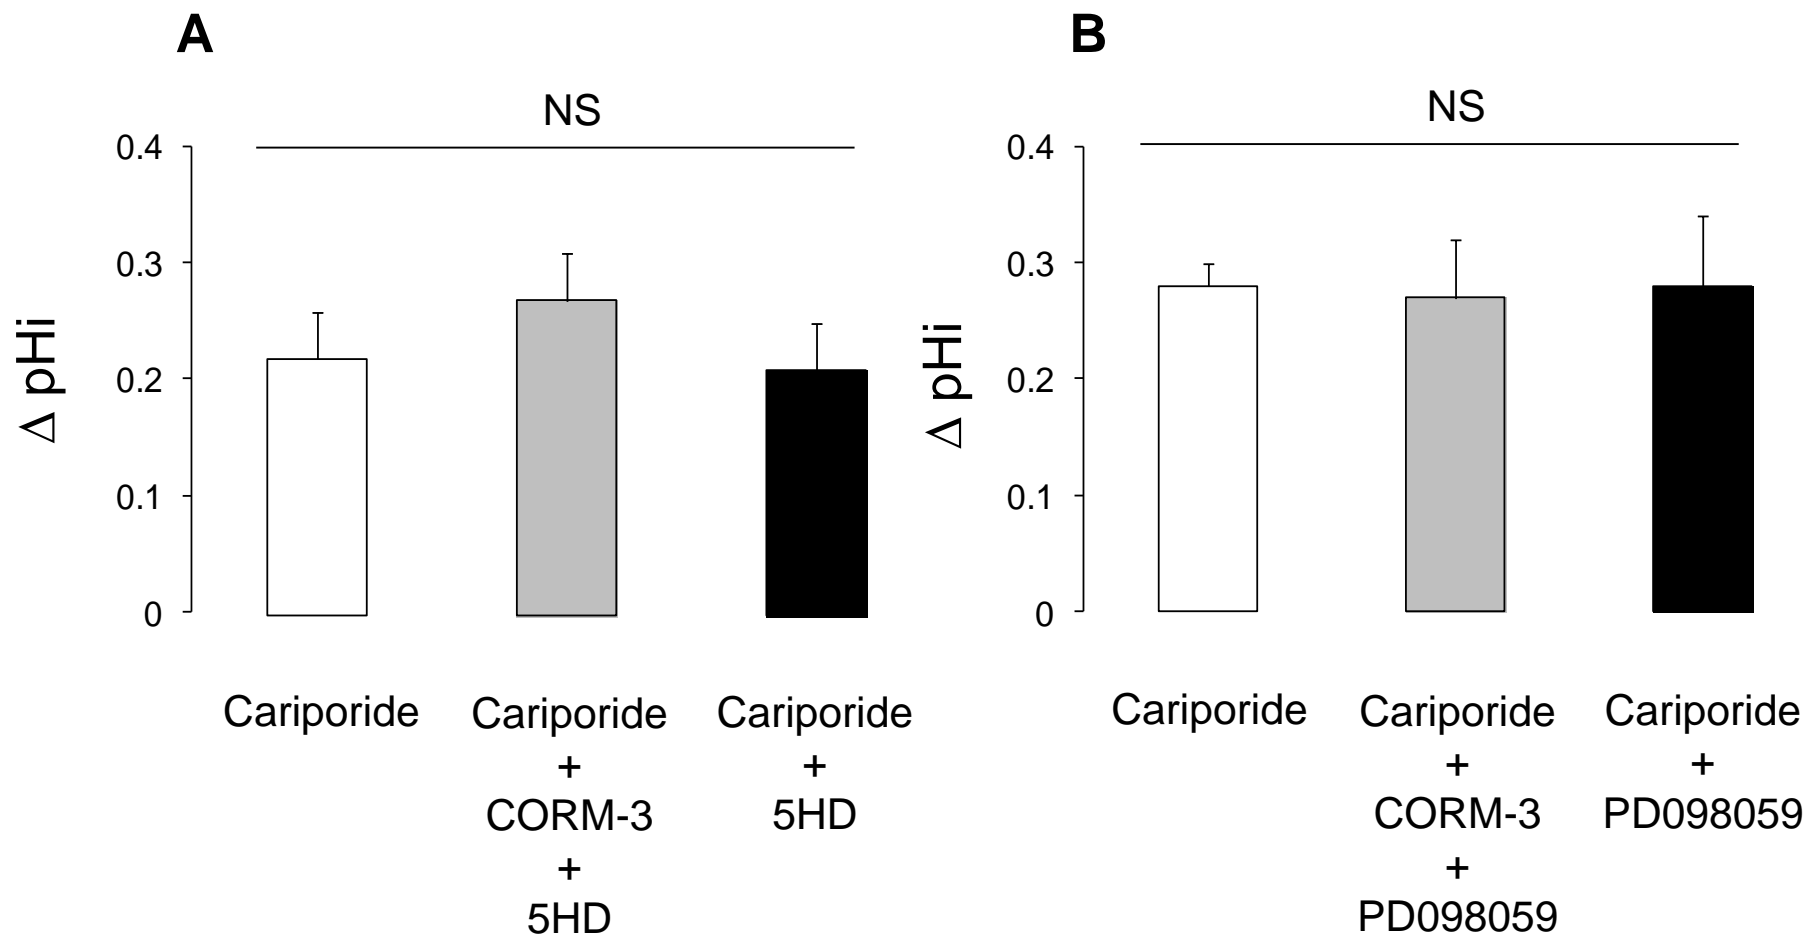 A
NS
0.4
0.3
0.2
0.1
0
Δ pHi
Cariporide
Cariporide
+
CORM-3
+
5HD
Cariporide
+
5HD
B
NS
0.4
0.3
0.2
0.1
0
Δ pHi
Cariporide
Cariporide
+
CORM-3
+
PD098059
Cariporide
+
PD098059